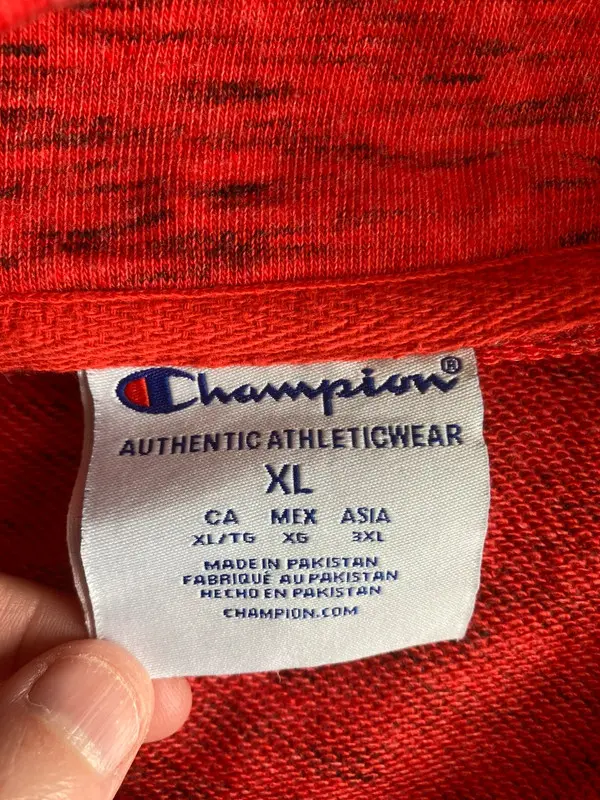 Champion®
AUTHENTIC ATHLETICWEAR
XL
CA MEX ASIA
XL/TG XG 3XL
MADE IN PAKISTAN
FABRIQUÉ AU PAKISTAN
HECHO EN PAKISTAN
CHAMPION.COM